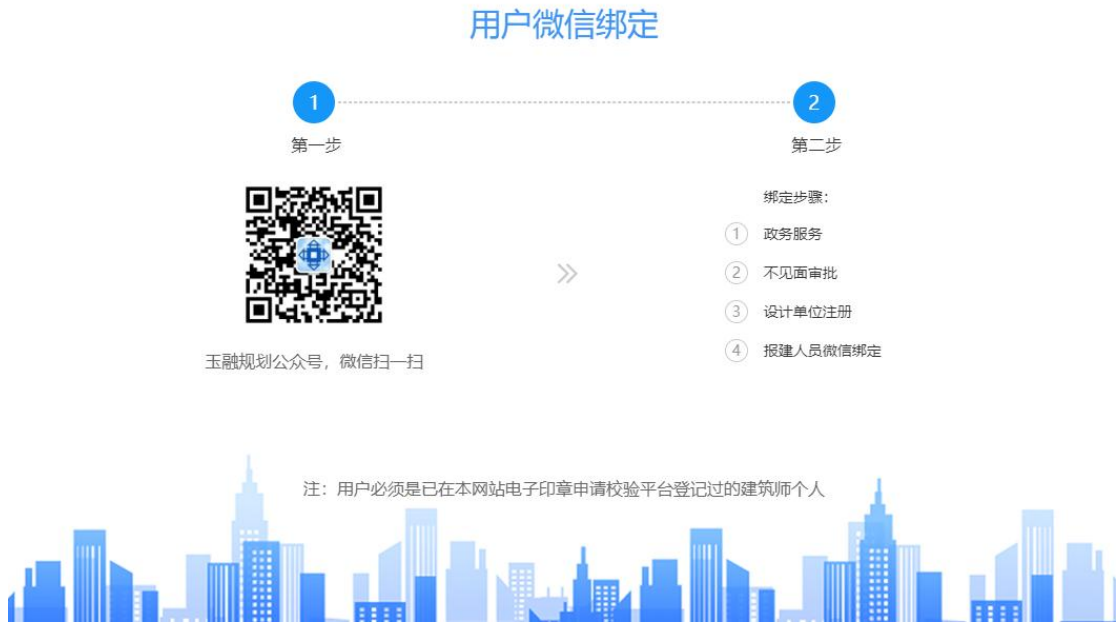 用户微信绑定
1
2
第一步
第二步
绑定步骤：
1 政务服务
2 不见面审批
3 设计单位注册
4 报建人员微信绑定
玉融规划公众号，微信扫一扫
注：用户必须是已在本网站电子印章申请校验平台登记过的建筑师个人